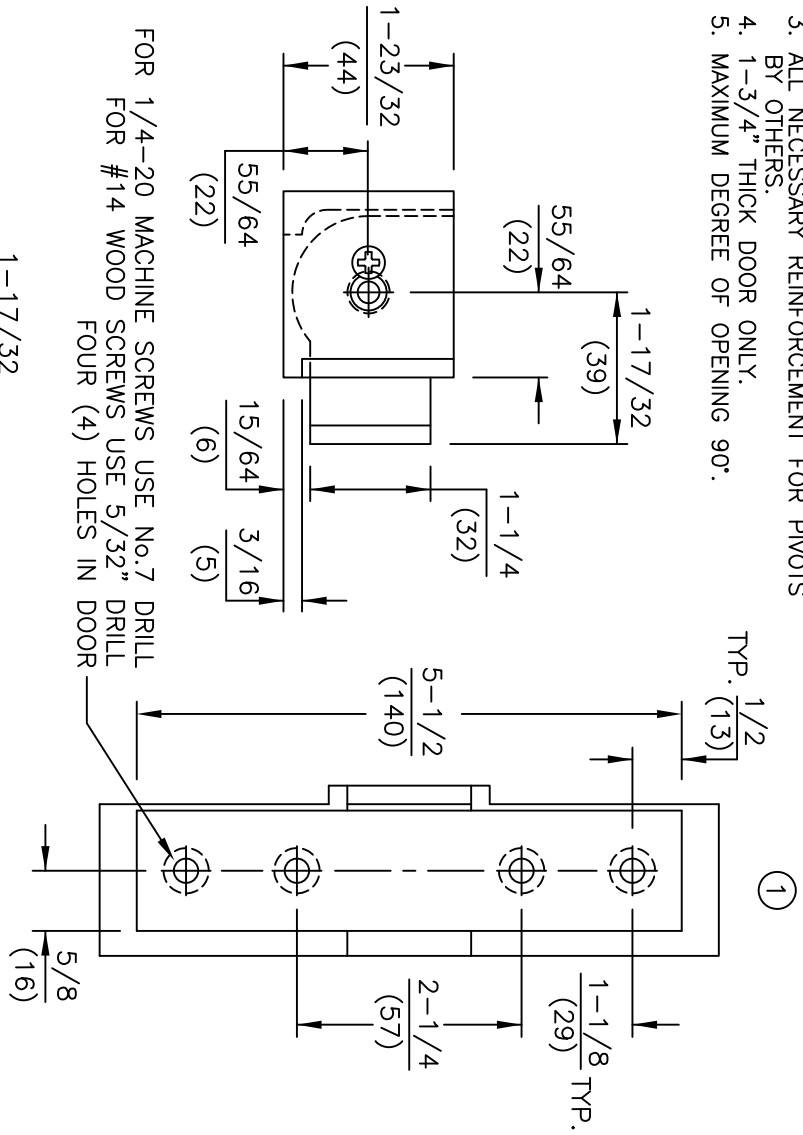 3. ALL NECESSARY REINFORCEMENT FOR PIVOTS
BY OTHERS.
4. 1-3/4" THICK DOOR ONLY.
5. MAXIMUM DEGREE OF OPENING 90°.
1-23/32
(44)
55/64
(22)
55/64
(22)
1-17/32
(39)
1-1/4
(32)
15/64
(6)
3/16
(5)
FOR 1/4-20 MACHINE SCREWS USE No.7 DRILL
FOR #14 WOOD SCREWS USE 5/32" DRILL
FOUR (4) HOLES IN DOOR
1-17/32
TYP. 1/2
(13)
5-1/2
(140)
1
1-1/8
(29) TYP.
2-1/4
(57)
5/8
(16)